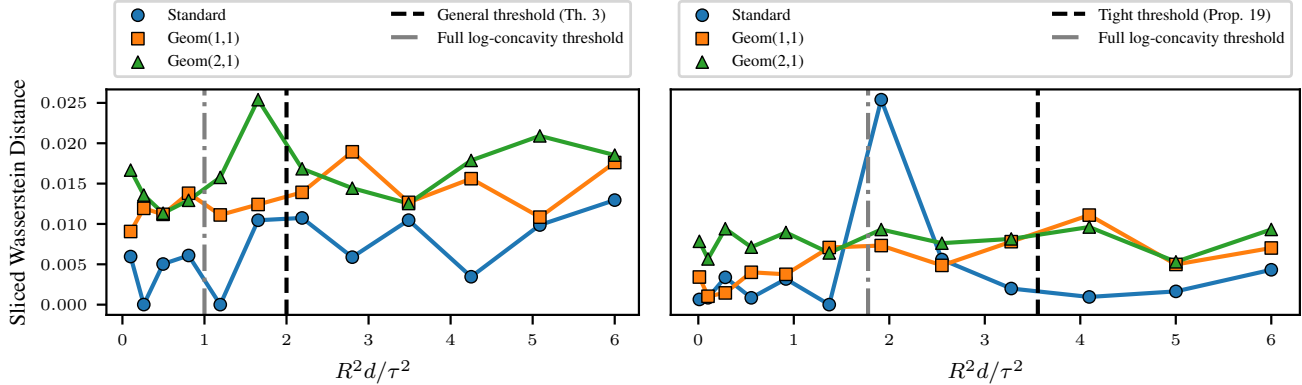 Standard
Geom(1,1)
Geom(2,1)
General threshold (Th. 3)
Full log-concavity threshold
Standard
Geom(1,1)
Geom(2,1)
Tight threshold (Prop. 19)
Full log-concavity threshold
Sliced Wasserstein Distance
0.025
0.020
0.015
0.010
0.005
0.000
0 1 2 3 4 5 6
R²d/τ²
0 1 2 3 4 5 6
R²d/τ²